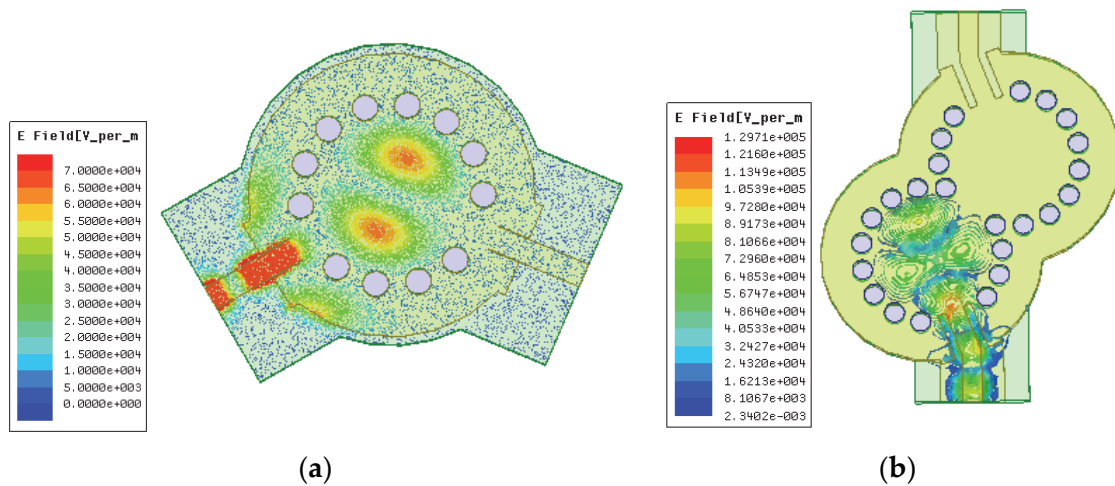 E Field[V_per_m
7.0000e+004
6.5000e+004
6.0000e+004
5.5000e+004
5.0000e+004
4.5000e+004
4.0000e+004
3.5000e+004
3.0000e+004
2.5000e+004
2.0000e+004
1.5000e+004
1.0000e+004
5.0000e+003
0.0000e+000
E Field[V_per_m
1.2971e+005
1.2160e+005
1.1349e+005
1.0539e+005
9.7280e+004
8.9173e+004
8.1066e+004
7.2960e+004
6.4853e+004
5.6747e+004
4.8640e+004
4.0533e+004
3.2427e+004
2.4320e+004
1.6213e+004
8.1067e+003
2.3402e-003
(a)
(b)